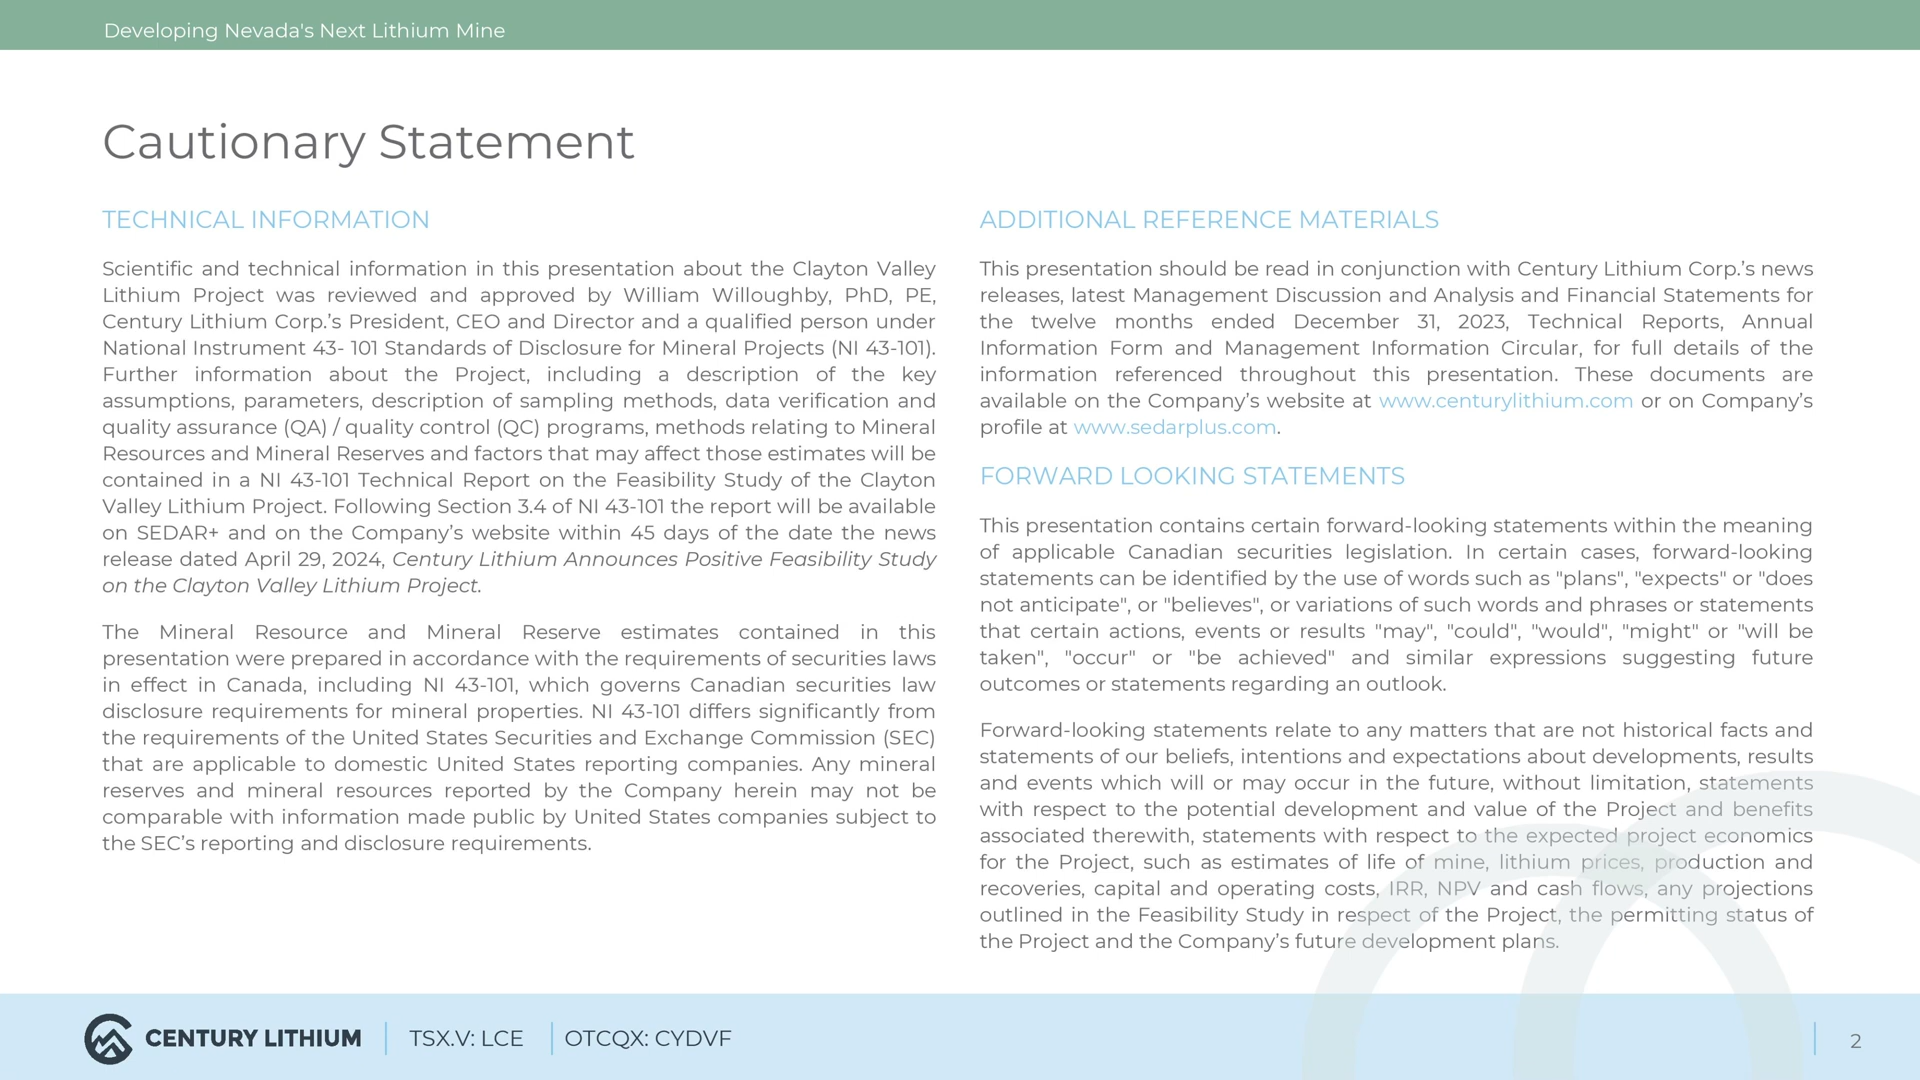 Developing Nevada's Next Lithium Mine
Cautionary Statement
TECHNICAL INFORMATION
Scientific and technical information in this presentation about the Clayton Valley
Lithium Project was reviewed and approved by William Willoughby, PhD, PE,
Century Lithium Corp.’s President, CEO and Director and a qualified person under
National Instrument 43- 101 Standards of Disclosure for Mineral Projects (NI 43-101).
Further information about the Project, including a description of the key
assumptions, parameters, description of sampling methods, data verification and
quality assurance (QA) / quality control (QC) programs, methods relating to Mineral
Resources and Mineral Reserves and factors that may affect those estimates will be
contained in a NI 43-101 Technical Report on the Feasibility Study of the Clayton
Valley Lithium Project. Following Section 3.4 of NI 43-101 the report will be available
on SEDAR+ and on the Company’s website within 45 days of the date the news
release dated April 29, 2024, Century Lithium Announces Positive Feasibility Study
on the Clayton Valley Lithium Project.
The Mineral Resource and Mineral Reserve estimates contained in this
presentation were prepared in accordance with the requirements of securities laws
in effect in Canada, including NI 43-101, which governs Canadian securities law
disclosure requirements for mineral properties. NI 43-101 differs significantly from
the requirements of the United States Securities and Exchange Commission (SEC)
that are applicable to domestic United States reporting companies. Any mineral
reserves and mineral resources reported by the Company herein may not be
comparable with information made public by United States companies subject to
the SEC’s reporting and disclosure requirements.
ADDITIONAL REFERENCE MATERIALS
This presentation should be read in conjunction with Century Lithium Corp.’s news
releases, latest Management Discussion and Analysis and Financial Statements for
the twelve months ended December 31, 2023, Technical Reports, Annual
Information Form and Management Information Circular, for full details of the
information referenced throughout this presentation. These documents are
available on the Company’s website at www.centurylithium.com or on Company’s
profile at www.sedarplus.com.
FORWARD LOOKING STATEMENTS
This presentation contains certain forward-looking statements within the meaning
of applicable Canadian securities legislation. In certain cases, forward-looking
statements can be identified by the use of words such as "plans", "expects" or "does
not anticipate", or "believes", or variations of such words and phrases or statements
that certain actions, events or results "may", "could", "would", "might" or "will be
taken", "occur" or "be achieved" and similar expressions suggesting future
outcomes or statements regarding an outlook.
Forward-looking statements relate to any matters that are not historical facts and
statements of our beliefs, intentions and expectations about developments, results
and events which will or may occur in the future, without limitation, statements
with respect to the potential development and value of the Project and benefits
associated therewith, statements with respect to the expected project economics
for the Project, such as estimates of life of mine, lithium prices, production and
recoveries, capital and operating costs, IRR, NPV and cash flows, any projections
outlined in the Feasibility Study in respect of the Project, the permitting status of
the Project and the Company’s future development plans.
CENTURY LITHIUM
TSX.V: LCE
OTCQX: CYDVF
2